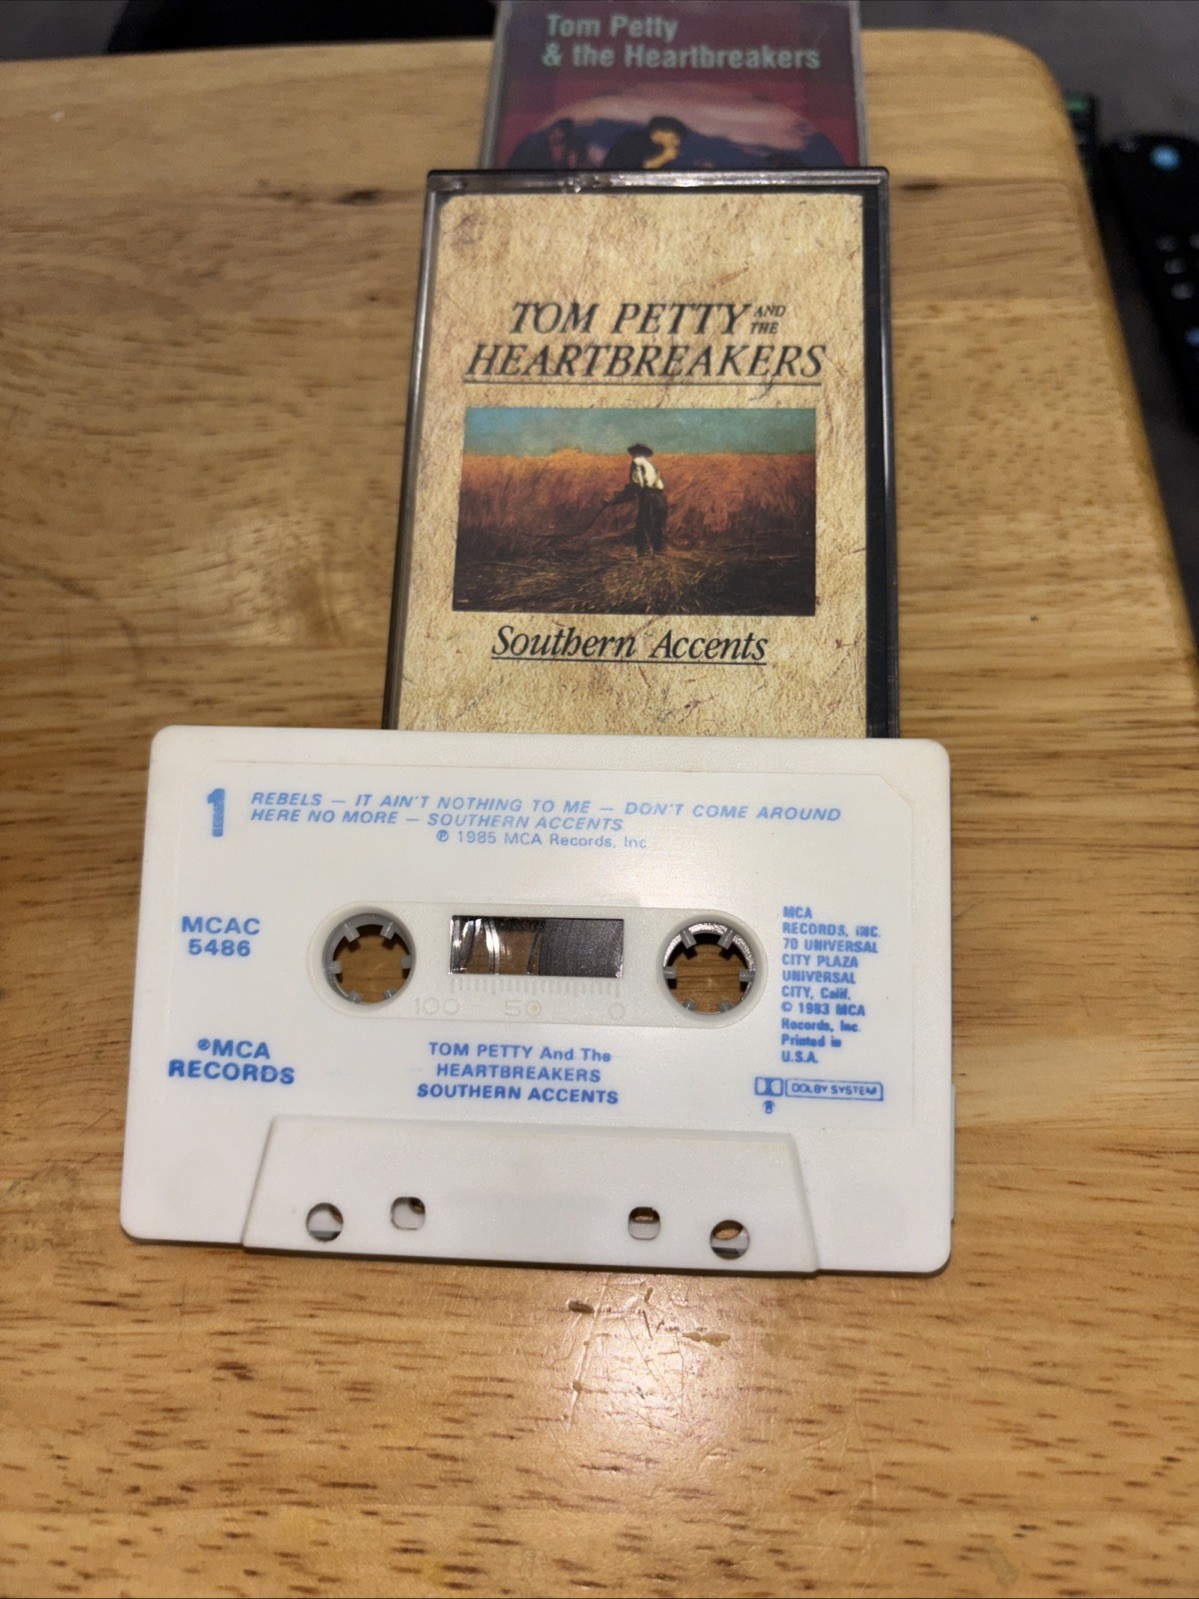 Tom Petty
& the Heartbreakers
TOM PETTY AND THE
HEARTBREAKERS
Southern Accents
1
REBELS — IT AIN'T NOTHING TO ME — DON'T COME AROUND
HERE NO MORE — SOUTHERN ACCENTS
℗ 1985 MCA Records, Inc
MCAC
5486
®MCA
RECORDS
100 50 0
TOM PETTY And The
HEARTBREAKERS
SOUTHERN ACCENTS
MCA
RECORDS, INC.
70 UNIVERSAL
CITY PLAZA
UNIVERSAL
CITY, Calif.
© 1983 MCA
Records, Inc.
Printed in
U.S.A.
DOLBY SYSTEM